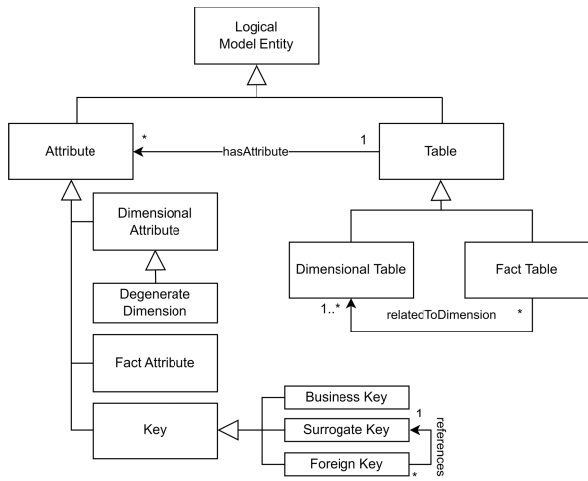 Logical
Model Entity
Attribute
*
hasAttribute
1
Table
Dimensional
Attribute
Degenerate
Dimension
Dimensional Table
Fact Table
1..*
relatedToDimension
*
Fact Attribute
Key
Business Key
Surrogate Key
Foreign Key
1
references
*